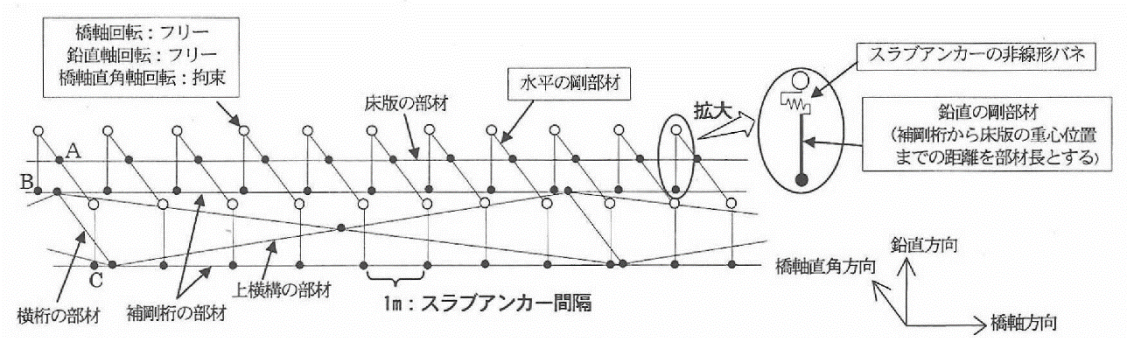 橋軸回転：フリー
鉛直軸回転：フリー
橋軸直角軸回転：拘束
床版の部材
水平の剛部材
拡大
スラブアンカーの非線形バネ
鉛直の剛部材
（補剛桁から床版の重心位置
までの距離を部材長とする）
A
B
C
横桁の部材
補剛桁の部材
上横構の部材
1m：スラブアンカー間隔
鉛直方向
橋軸直角方向
橋軸方向